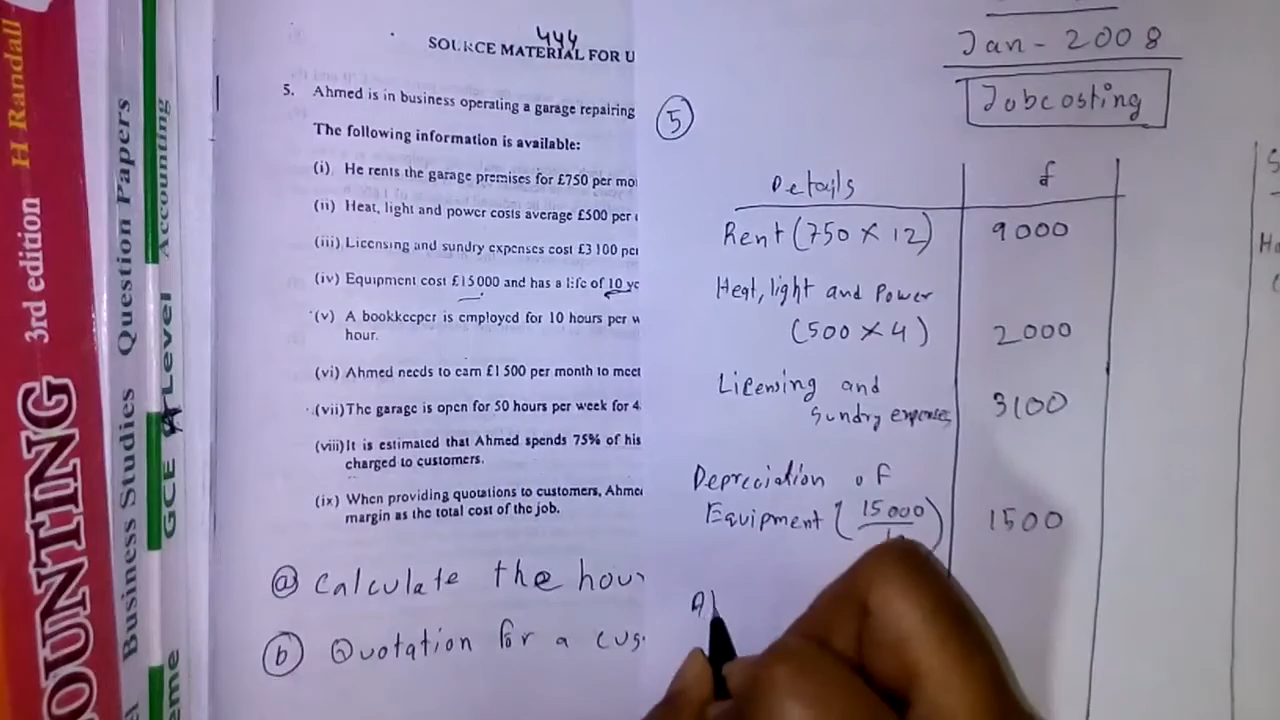 OUNTING 3rd edition H Randall
Business Studies Question Papers
GCE A Level Accounting
444
SOURCE MATERIAL FOR U
5. Ahmed is in business operating a garage repairing
The following information is available:
(i) He rents the garage premises for £750 per mo
(ii) Heat, light and power costs average £500 per
(iii) Licensing and sundry expenses cost £3 100 per
(iv) Equipment cost £15 000 and has a life of 10 ye
(v) A bookkeeper is employed for 10 hours per w
hour.
(vi) Ahmed needs to earn £1 500 per month to meet
(vii) The garage is open for 50 hours per week for 4
(viii) It is estimated that Ahmed spends 75% of his
charged to customers.
(ix) When providing quotations to customers, Ahme
margin as the total cost of the job.
(a) Calculate the hour
(b) Quotation for a cus
Jan - 2008
Jobcosting
(5)
Details £
Rent (750 × 12) 9000
Heat, light and Power
(500 × 4) 2000
Licensing and
Sundry expenses 3100
Depreciation of
Equipment (15000 1500